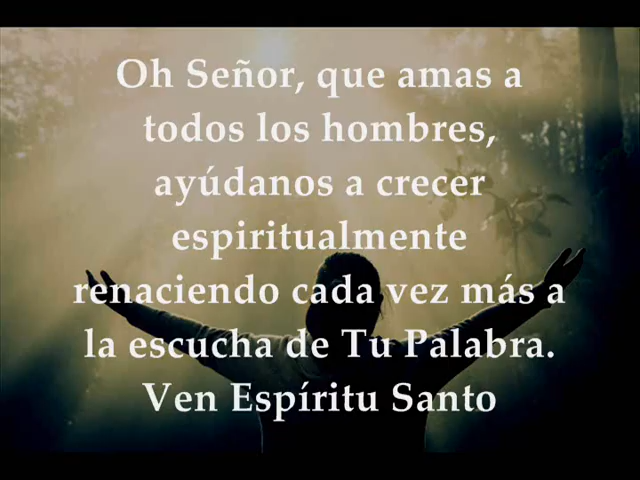 Oh Señor, que amas a
todos los hombres,
ayúdanos a crecer
espiritualmente
renaciendo cada vez más a
la escucha de Tu Palabra.
Ven Espíritu Santo